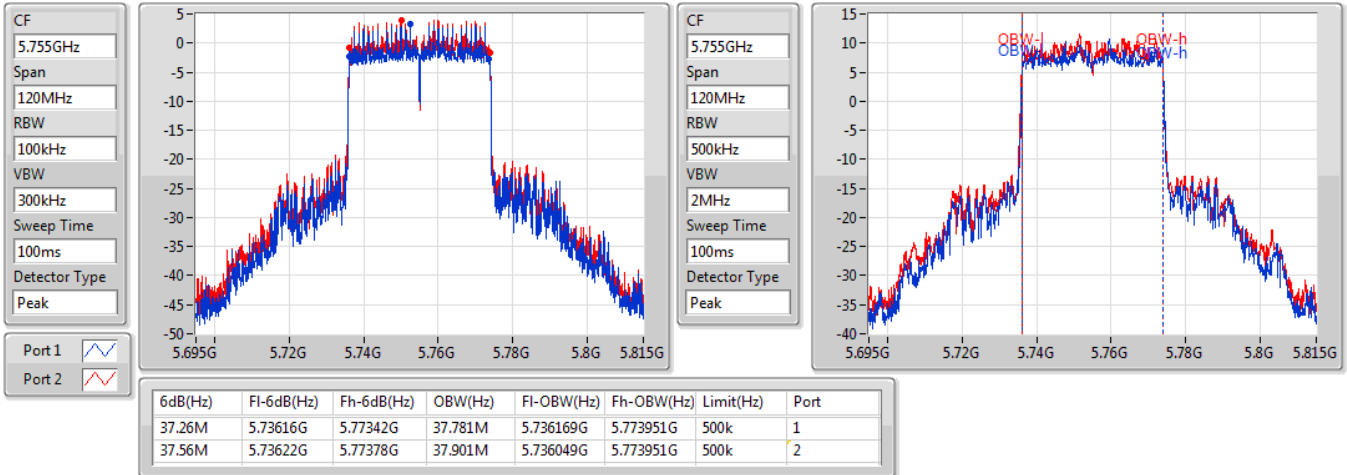 CF
5.755GHz
Span
120MHz
RBW
100kHz
VBW
300kHz
Sweep Time
100ms
Detector Type
Peak
Port 1
Port 2
5
0
-5
-10
-15
-20
-25
-30
-35
-40
-45
-50
5.695G 5.72G 5.74G 5.76G 5.78G 5.8G 5.815G
CF
5.755GHz
Span
120MHz
RBW
500kHz
VBW
2MHz
Sweep Time
100ms
Detector Type
Peak
15
10
5
0
-5
-10
-15
-20
-25
-30
-35
-40
OBW-l OBW-h
5.695G 5.72G 5.74G 5.76G 5.78G 5.8G 5.815G
6dB(Hz) Fl-6dB(Hz) Fh-6dB(Hz) OBW(Hz) Fl-OBW(Hz) Fh-OBW(Hz) Limit(Hz) Port
37.26M 5.73616G 5.77342G 37.781M 5.736169G 5.773951G 500k 1
37.56M 5.73622G 5.77378G 37.901M 5.736049G 5.773951G 500k 2